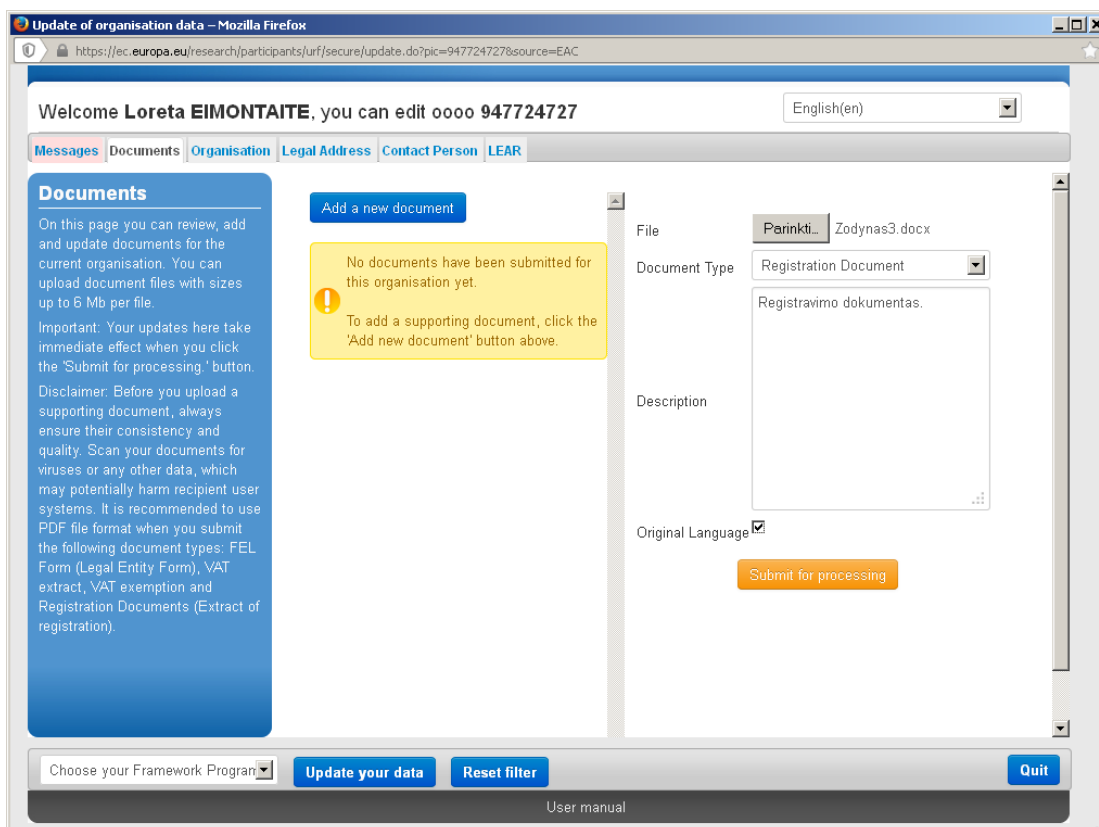 Update of organisation data – Mozilla Firefox
https://ec.europa.eu/research/participants/urf/secure/update.do?pic=947724727&source=EAC
Welcome Loreta EIMONTAITE, you can edit oooo 947724727
English(en)
Messages Documents Organisation Legal Address Contact Person LEAR
Documents
On this page you can review, add
and update documents for the
current organisation. You can
upload document files with sizes
up to 6 Mb per file.
Important: Your updates here take
immediate effect when you click
the 'Submit for processing.' button.
Disclaimer: Before you upload a
supporting document, always
ensure their consistency and
quality. Scan your documents for
viruses or any other data, which
may potentially harm recipient user
systems. It is recommended to use
PDF file format when you submit
the following document types: FEL
Form (Legal Entity Form), VAT
extract, VAT exemption and
Registration Documents (Extract of
registration).
Add a new document
No documents have been submitted for
this organisation yet.
To add a supporting document, click the
'Add new document' button above.
File Parinkti... Zodynas3.docx
Document Type Registration Document
Registravimo dokumentas.
Description
Original Language
Submit for processing
Choose your Framework Program Update your data Reset filter Quit
User manual